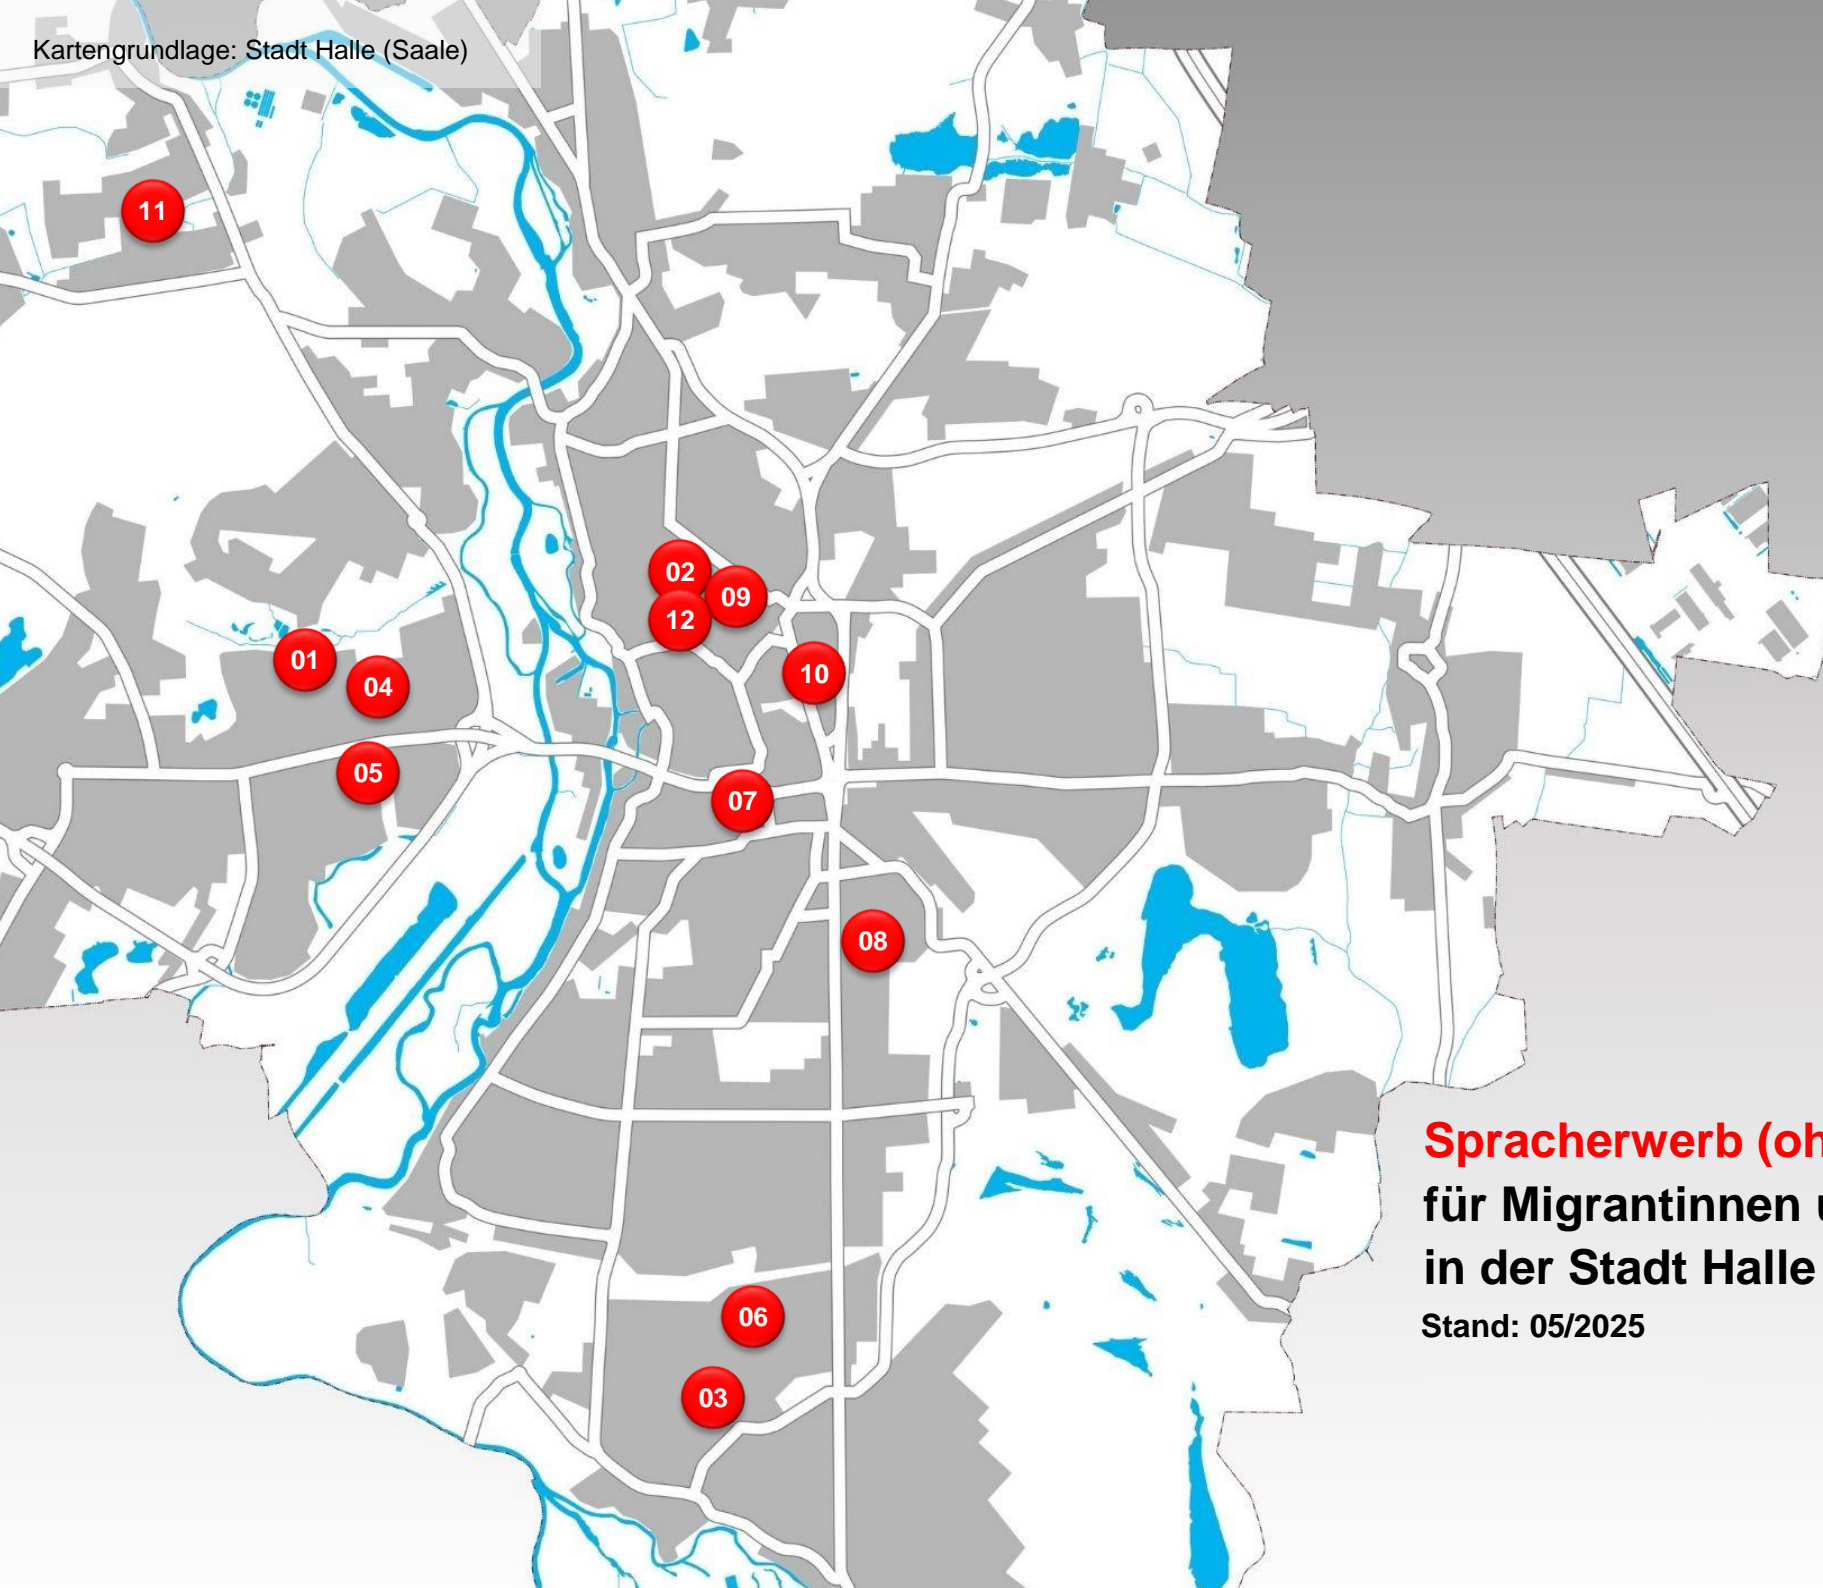 Kartengrundlage: Stadt Halle (Saale)
11
02
09
12
01
04
10
05
07
08
Spracherwerb (oh
für Migrantinnen u
in der Stadt Halle
Stand: 05/2025
06
03